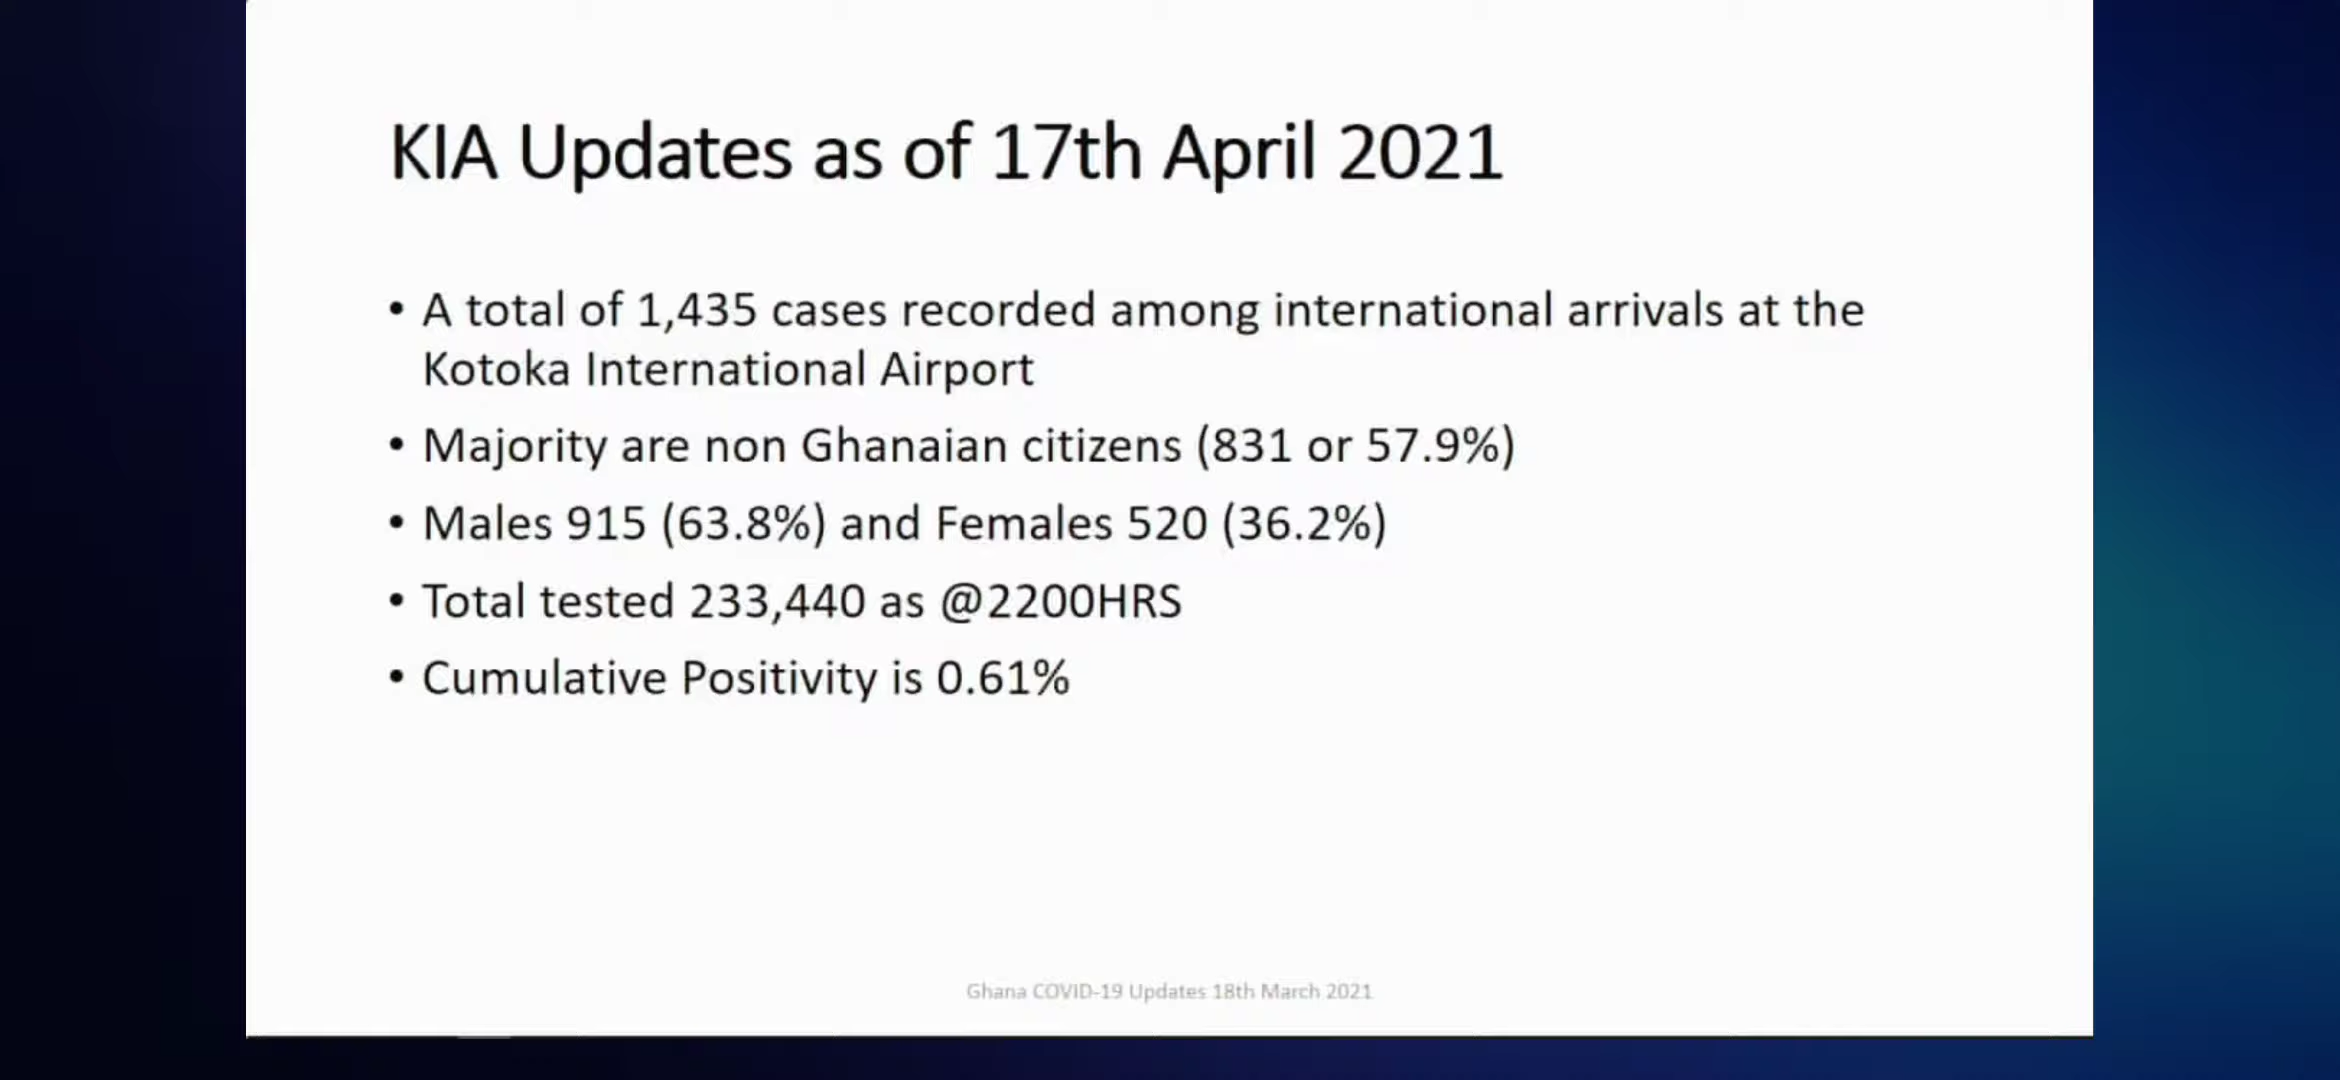 KIA Updates as of 17th April 2021
• A total of 1,435 cases recorded among international arrivals at the
Kotoka International Airport
• Majority are non Ghanaian citizens (831 or 57.9%)
• Males 915 (63.8%) and Females 520 (36.2%)
• Total tested 233,440 as @2200HRS
• Cumulative Positivity is 0.61%
Ghana COVID-19 Updates 18th March 2021